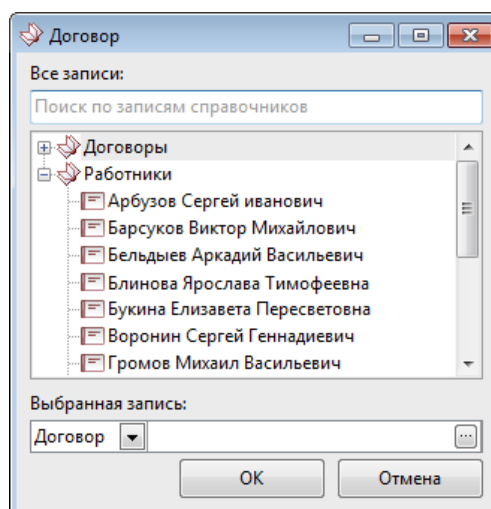 Договор
Все записи:
Поиск по записям справочников
Договоры
Работники
Арбузов Сергей иванович
Барсуков Виктор Михайлович
Бельдыев Аркадий Васильевич
Блинова Ярослава Тимофеевна
Букина Елизавета Пересветовна
Воронин Сергей Геннадиевич
Громов Михаил Васильевич
Выбранная запись:
Договор
OK Отмена